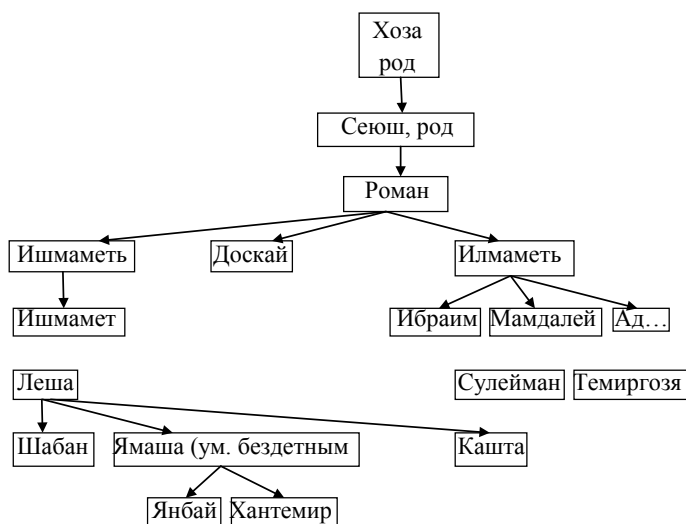 Хоза
род
Сеюш, род
Роман
Ишмаметь Доскай Илмаметь
Ишмамет Ибраим Мамдалей Ад…
Леша Сулейман Темиргозя
Шабан Ямаша (ум. бездетным Кашта
Янбай Хантемир